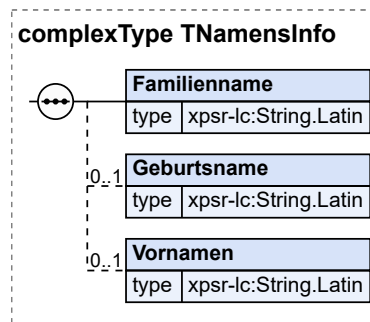 complexType TNamensInfo
Familienname
type xpsr-lc:String.Latin
0..1
Geburtsname
type xpsr-lc:String.Latin
0..1
Vornamen
type xpsr-lc:String.Latin